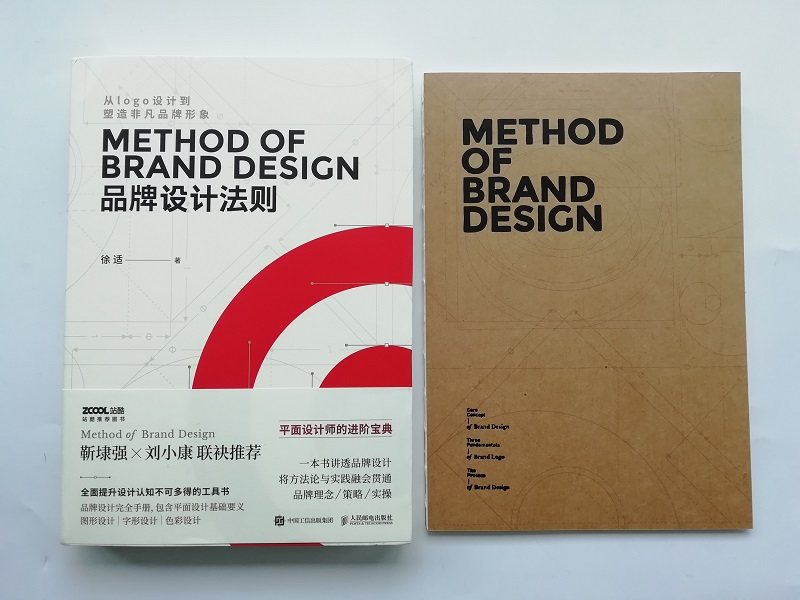 从logo设计到
塑造非凡品牌形象
METHOD OF
BRAND DESIGN
品牌设计法则
徐适 著
ZCOOL 站酷
站酷推荐图书
Method of Brand Design
靳埭强×刘小康 联袂推荐
全面提升设计认知不可多得的工具书
品牌设计完全手册,包含平面设计基础要义
图形设计|字形设计|色彩设计
平面设计师的进阶宝典
一本书讲透品牌设计
将方法论与实践融会贯通
品牌理念/策略/实操
中国工信出版集团
人民邮电出版社
POSTS & TELECOM PRESS
METHOD
OF
BRAND
DESIGN
Core
Concept
of Brand Design
Three
Fundamentals
of Brand Logo
The
Process
of Brand Design